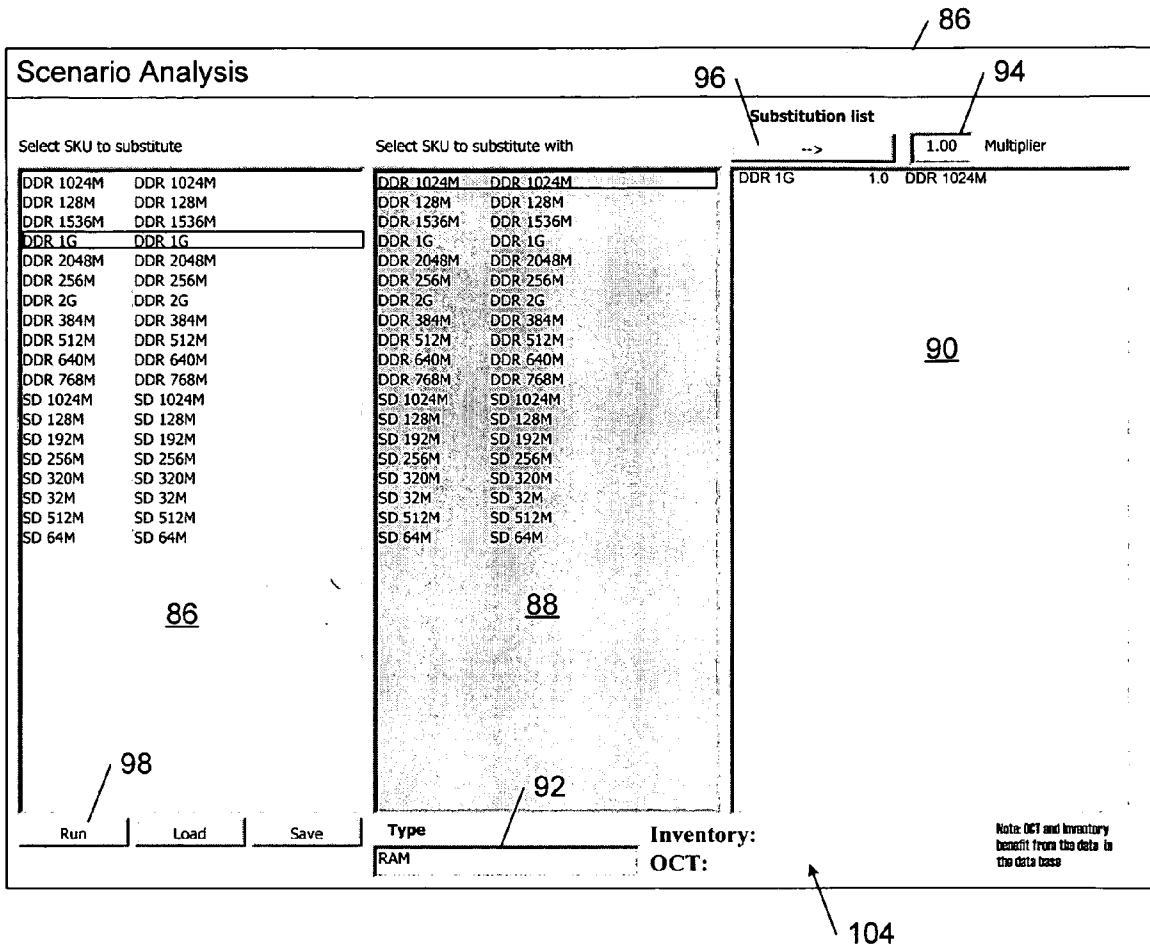 86
Scenario Analysis
96
94
Substitution list
Select SKU to substitute
Select SKU to substitute with
-->
1.00 Multiplier
DDR 1024M DDR 1024M
DDR 128M DDR 128M
DDR 1536M DDR 1536M
DDR 1G DDR 1G
DDR 2048M DDR 2048M
DDR 256M DDR 256M
DDR 2G DDR 2G
DDR 384M DDR 384M
DDR 512M DDR 512M
DDR 640M DDR 640M
DDR 768M DDR 768M
SD 1024M SD 1024M
SD 128M SD 128M
SD 192M SD 192M
SD 256M SD 256M
SD 320M SD 320M
SD 32M SD 32M
SD 512M SD 512M
SD 64M SD 64M
86
DDR 1024M DDR 1024M
DDR 128M DDR 128M
DDR 1536M DDR 1536M
DDR 1G DDR 1G
DDR 2048M DDR 2048M
DDR 256M DDR 256M
DDR 2G DDR 2G
DDR 384M DDR 384M
DDR 512M DDR 512M
DDR 640M DDR 640M
DDR 768M DDR 768M
SD 1024M SD 1024M
SD 128M SD 128M
SD 192M SD 192M
SD 256M SD 256M
SD 320M SD 320M
SD 32M SD 32M
SD 512M SD 512M
SD 64M SD 64M
88
DDR 1G 1.0 DDR 1024M
90
98
92
Run Load Save
Type
RAM
Inventory:
OCT:
Note: OCT and Inventory
benefit from the data in
the data base
104